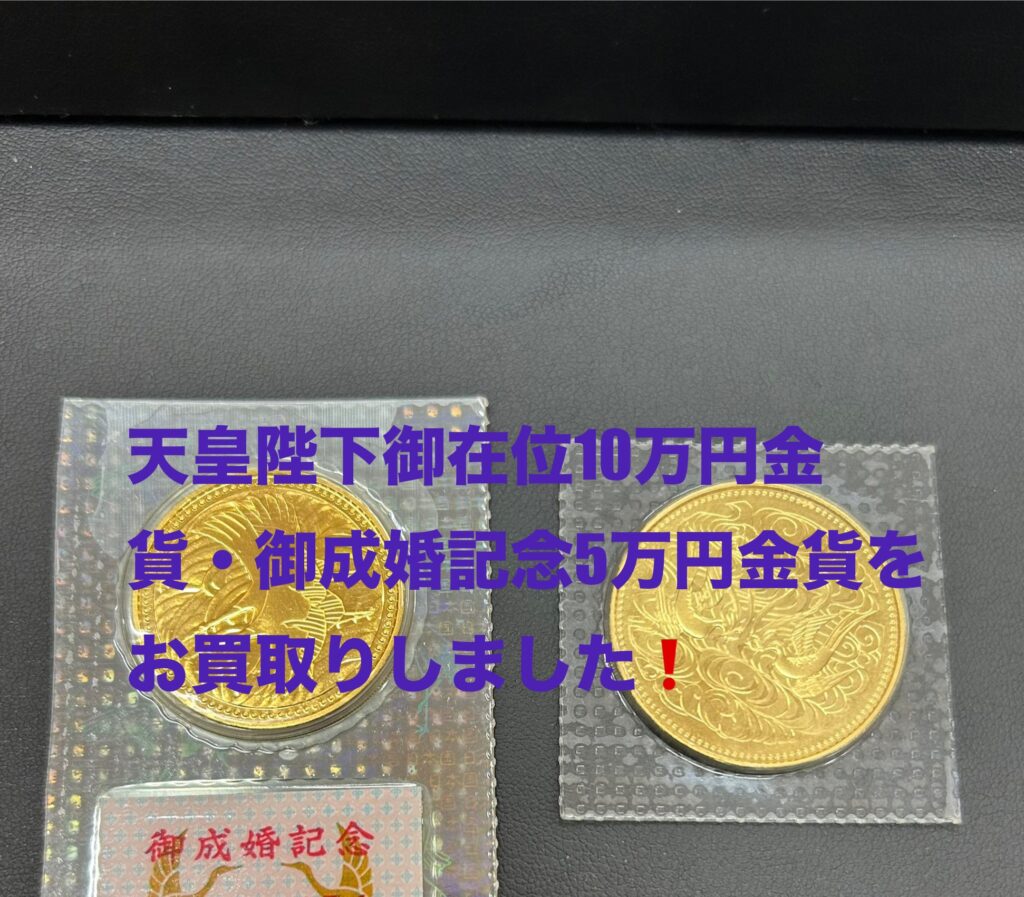 天皇陛下御在位10万円金
貨・御成婚記念5万円金貨を
お買取りしました❗
御成婚記念